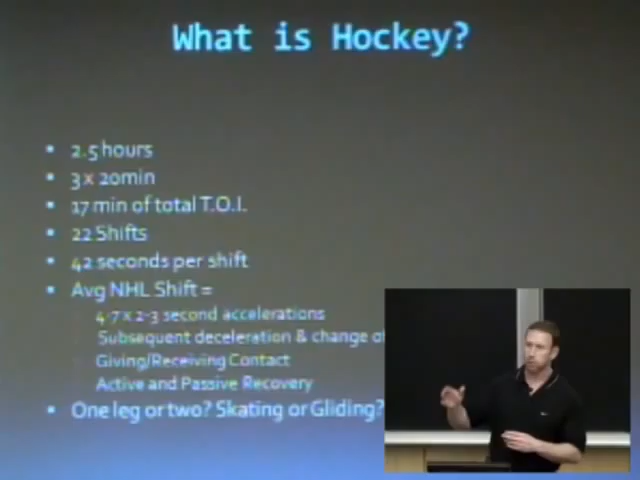 What is Hockey?
• 2.5 hours
• 3 x 20min
• 17 min of total T.O.I.
• 22 Shifts
• 42 seconds per shift
• Avg NHL Shift =
4-7 x 2-3 second accelerations
Subsequent deceleration & change of
Giving/Receiving Contact
Active and Passive Recovery
• One leg or two? Skating or Gliding?